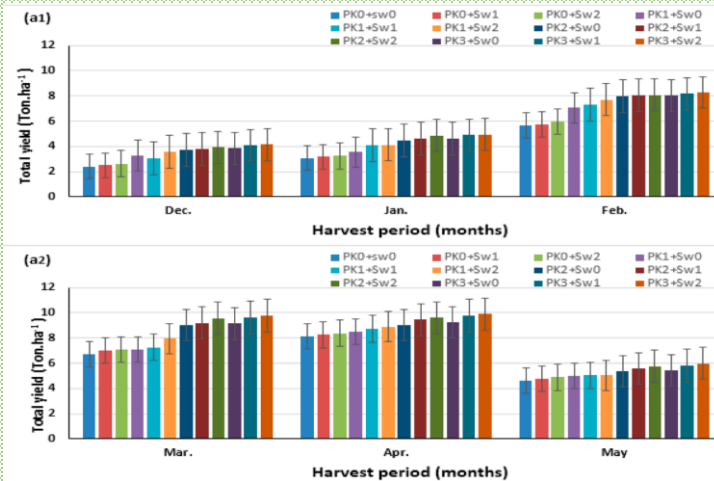 (a1)
PK0+sw0 PK0+Sw1 PK0+Sw2 PK1+Sw0
PK1+Sw1 PK1+Sw2 PK2+Sw0 PK2+Sw1
PK2+Sw2 PK3+Sw0 PK3+Sw1 PK3+Sw2
Total yield (Ton.ha-1)
12
10
8
6
4
2
0
Dec. Jan. Feb.
Harvest period (months)
(a2)
PK0+sw0 PK0+Sw1 PK0+Sw2 PK1+Sw0
PK1+Sw1 PK1+Sw2 PK2+Sw0 PK2+Sw1
PK2+Sw2 PK3+Sw0 PK3+Sw1 PK3+Sw2
Total yield (Ton.ha-1)
12
10
8
6
4
2
0
Mar. Apr. May
Harvest period (months)